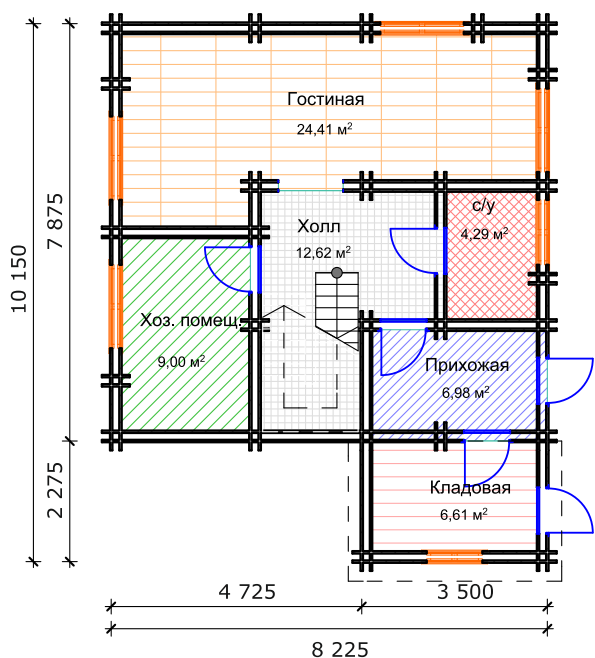 Гостиная
24,41 м²
с/у
4,29 м²
Холл
12,62 м²
Хоз. помещ.
9,00 м²
Прихожая
6,98 м²
Кладовая
6,61 м²
7 875
10 150
2 275
4 725
3 500
8 225